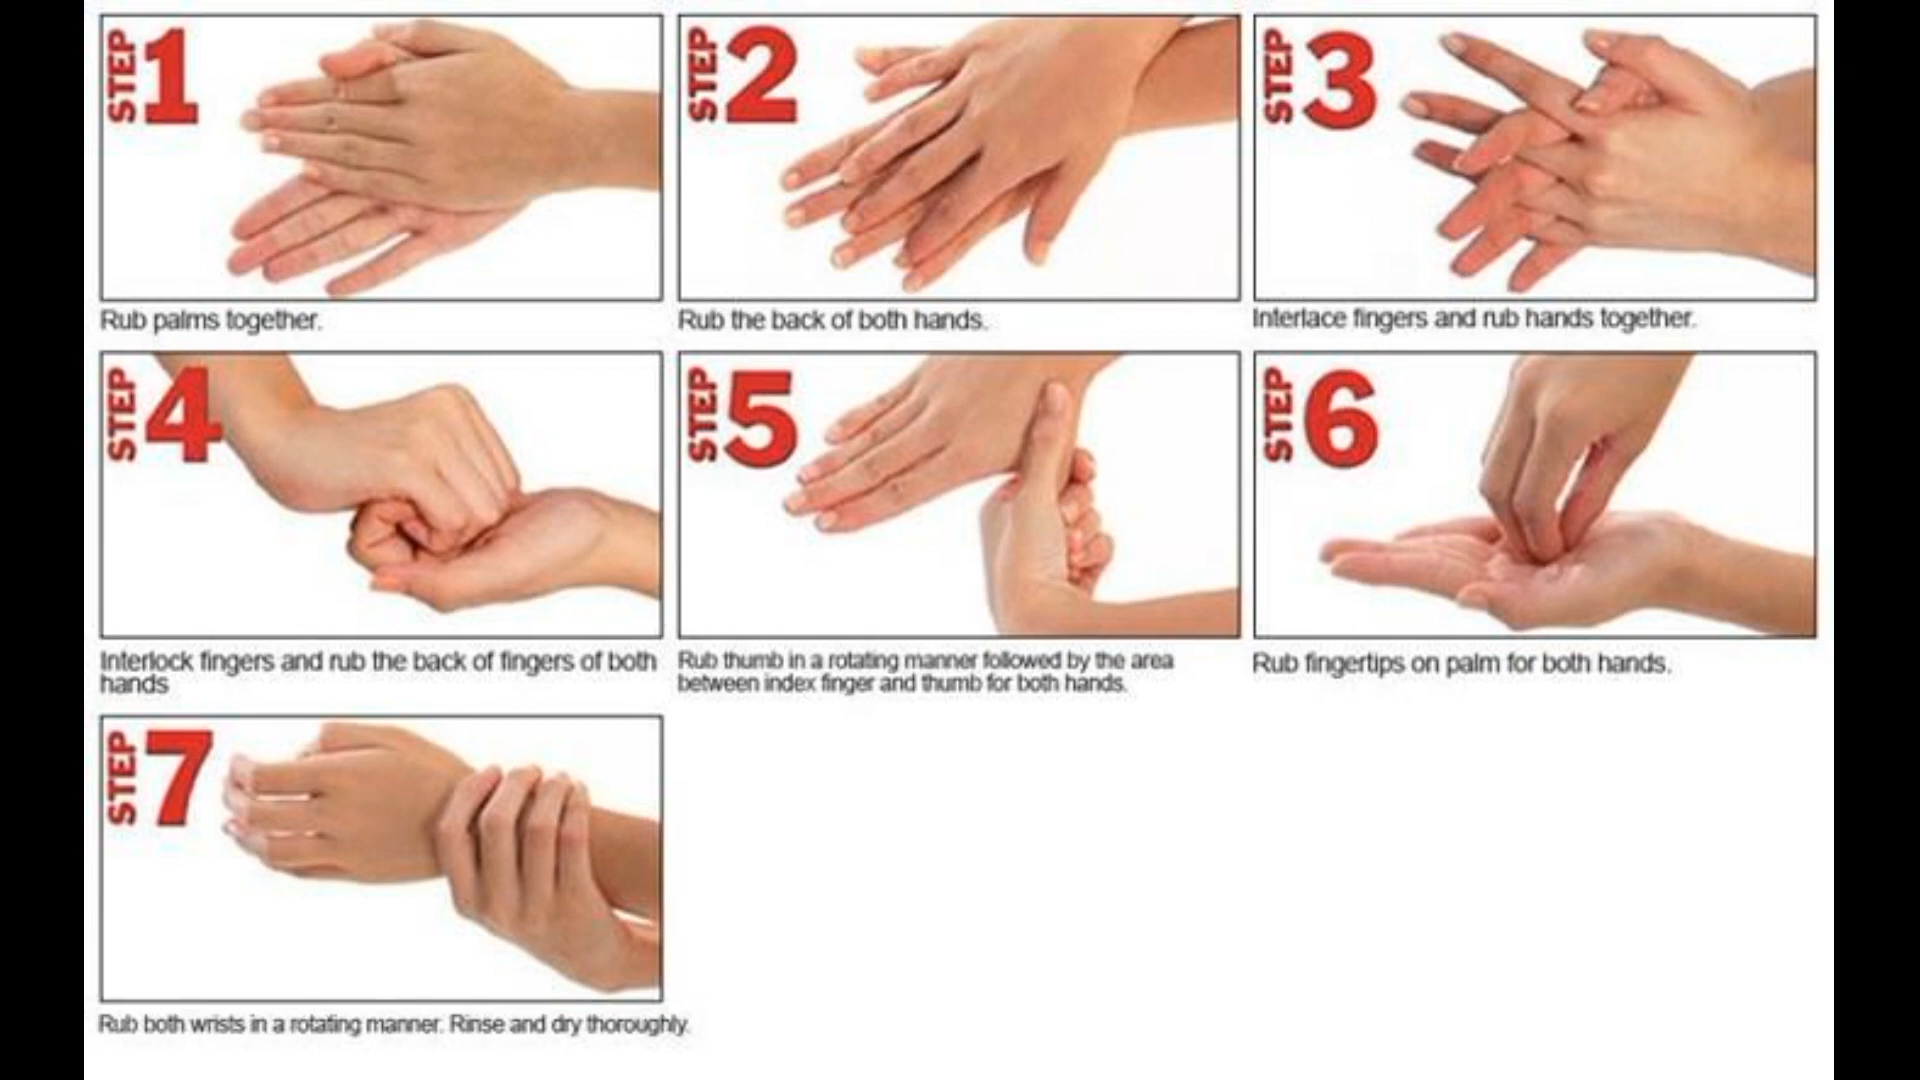 STEP 1
STEP 2
STEP 3
Rub palms together.
Rub the back of both hands.
Interlace fingers and rub hands together.
STEP 4
STEP 5
STEP 6
Interlock fingers and rub the back of fingers of both
hands
Rub thumb in a rotating manner followed by the area
between index finger and thumb for both hands.
Rub fingertips on palm for both hands.
STEP 7
Rub both wrists in a rotating manner. Rinse and dry thoroughly.